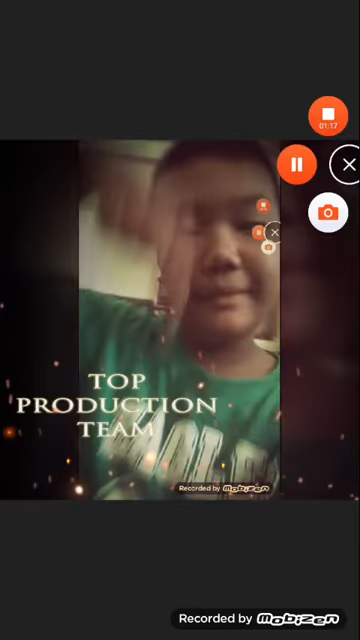 01:17
TOP
PRODUCTION
TEAM
Recorded by Mobizen
Recorded by Mobizen